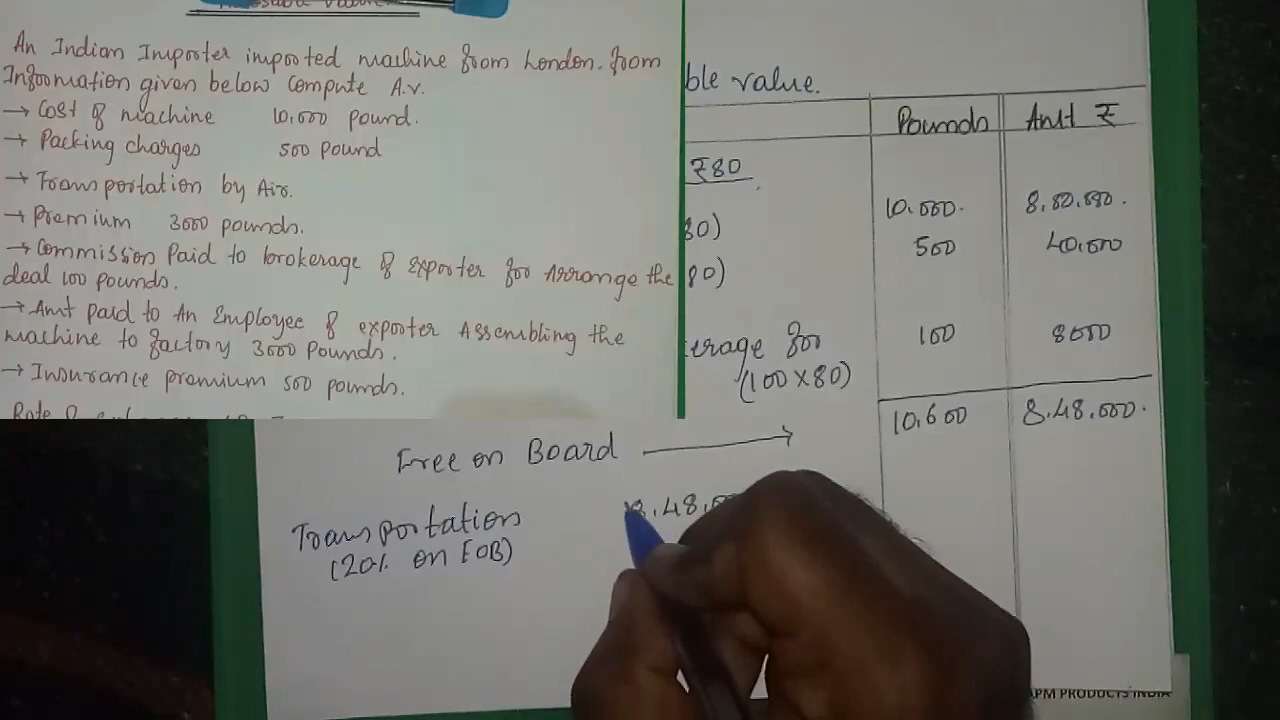 An Indian Importer imported machine from London. from
Information given below compute A.V.
→ Cost of machine 10,000 pound.
→ Packing charges 500 pound
→ Transportation by Air.
→ Premium 3000 pounds.
→ Commission Paid to brokerage of exporter for Arrange the
deal 100 pounds.
→ Amt paid to An Employee of exporter Assembling the
machine to factory 3000 Pounds.
→ Insurance premium 500 pounds.
ble value.
Pounds Amt ₹
₹80
80) 10,000. 8,80,000.
80) 500 40,000
erage for 100 8000
(100 X 80)
10,600 8,48,000.
Free on Board →
Transportation 8,48,
(20% on FOB)
APM PRODUCTS INDIA